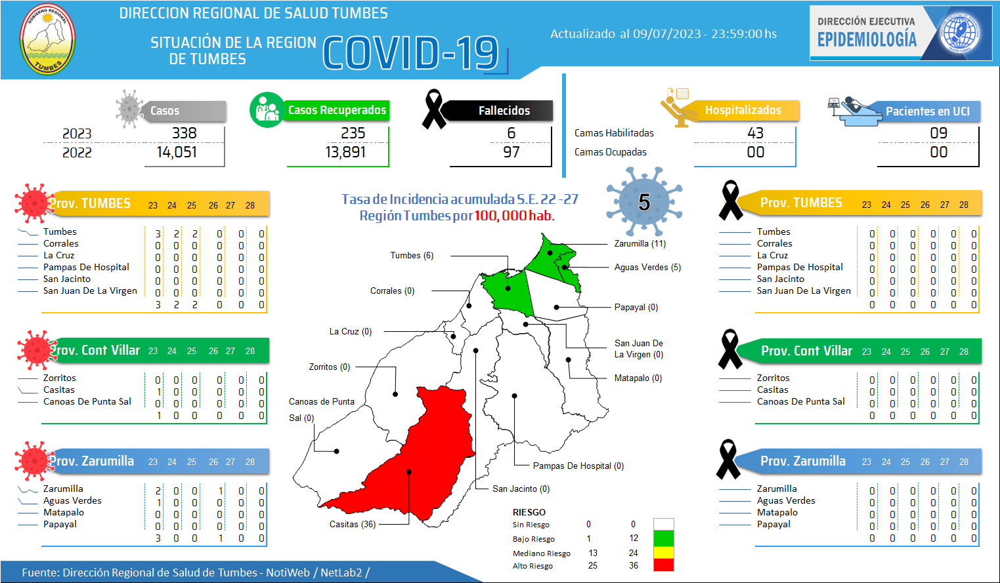 DIRECCION REGIONAL DE SALUD TUMBES
SITUACIÓN DE LA REGION
DE TUMBES
COVID-19
Actualizado al 09/07/2023 - 23:59:00 hs
GOBIERNO REGIONAL
TUMBES
DIRECCIÓN EJECUTIVA
EPIDEMIOLOGÍA
Casos
Casos Recuperados
Fallecidos
2023 338 235 6
2022 14,051 13,891 97
Hospitalizados
Pacientes en UCI
Camas Habilitadas 43 09
Camas Ocupadas 00 00
Prov. TUMBES 23 24 25 26 27 28
Tumbes 3 2 2 0 0 0
Corrales 0 0 0 0 0 0
La Cruz 0 0 0 0 0 0
Pampas De Hospital 0 0 0 0 0 0
San Jacinto 0 0 0 0 0 0
San Juan De La Virgen 0 0 0 0 0 0
3 2 2 0 0 0
Prov. Cont Villar 23 24 25 26 27 28
Zorritos 0 0 0 0 0 0
Casitas 1 0 0 0 0 0
Canoas De Punta Sal 0 0 0 0 0 0
1 0 0 0 0 0
Prov. Zarumilla 23 24 25 26 27 28
Zarumilla 2 0 0 1 0 0
Aguas Verdes 1 0 0 0 0 0
Matapalo 0 0 0 0 0 0
Papayal 0 0 0 0 0 0
3 0 0 1 0 0
Tasa de Incidencia acumulada S.E. 22 -27
Región Tumbes por 100, 000 hab.
5
Zarumilla (11)
Tumbes (6)
Aguas Verdes (5)
Corrales (0)
Papayal (0)
La Cruz (0)
San Juan De
La Virgen (0)
Zorritos (0)
Matapalo (0)
Canoas de Punta
Sal (0)
Pampas De Hospital (0)
San Jacinto (0)
Casitas (36)
RIESGO
Sin Riesgo 0 0
Bajo Riesgo 1 12
Mediano Riesgo 13 24
Alto Riesgo 25 36
Prov. TUMBES 23 24 25 26 27 28
Tumbes 0 0 0 0 0 0
Corrales 0 0 0 0 0 0
La Cruz 0 0 0 0 0 0
Pampas De Hospital 0 0 0 0 0 0
San Jacinto 0 0 0 0 0 0
San Juan De La Virgen 0 0 0 0 0 0
0 0 0 0 0 0
Prov. Cont Villar 23 24 25 26 27 28
Zorritos 0 0 0 0 0 0
Casitas 0 0 0 0 0 0
Canoas De Punta Sal 0 0 0 0 0 0
0 0 0 0 0 0
Prov. Zarumilla 23 24 25 26 27 28
Zarumilla 0 0 0 0 0 0
Aguas Verdes 0 0 0 0 0 0
Matapalo 0 0 0 0 0 0
Papayal 0 0 0 0 0 0
0 0 0 0 0 0
Fuente: Dirección Regional de Salud de Tumbes - NotiWeb / NetLab2 /